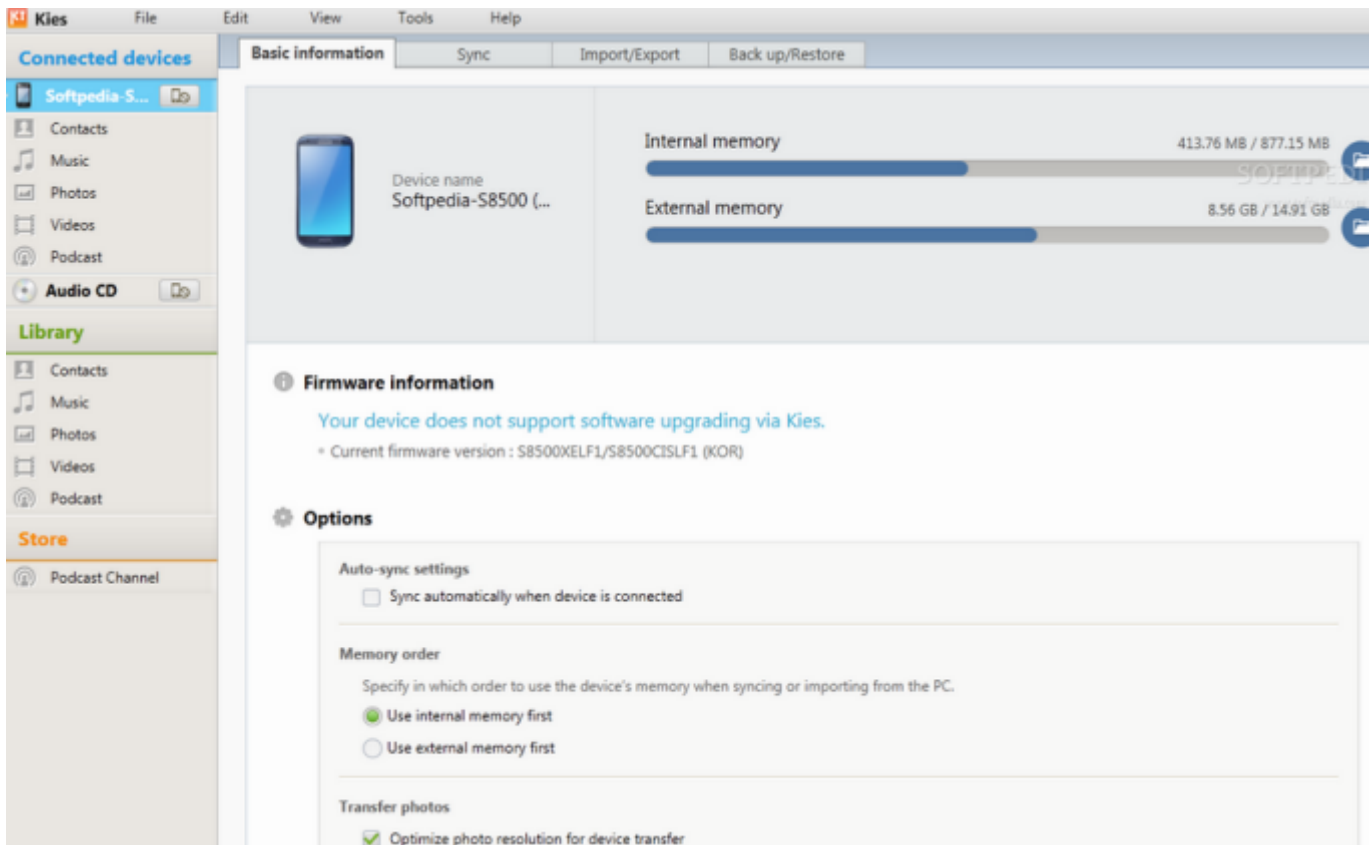 Kies File Edit View Tools Help
Connected devices
Softpedia-S...
Contacts
Music
Photos
Videos
Podcast
Audio CD
Library
Contacts
Music
Photos
Videos
Podcast
Store
Podcast Channel
Basic information Sync Import/Export Back up/Restore
Device name
Softpedia-S8500 (...
Internal memory 413.76 MB / 877.15 MB
SOFTPEDI
External memory 8.56 GB / 14.91 GB
Firmware information
Your device does not support software upgrading via Kies.
Current firmware version : S8500XELF1/S8500CISLF1 (KOR)
Options
Auto-sync settings
Sync automatically when device is connected
Memory order
Specify in which order to use the device's memory when syncing or importing from the PC.
Use internal memory first
Use external memory first
Transfer photos
Optimize photo resolution for device transfer